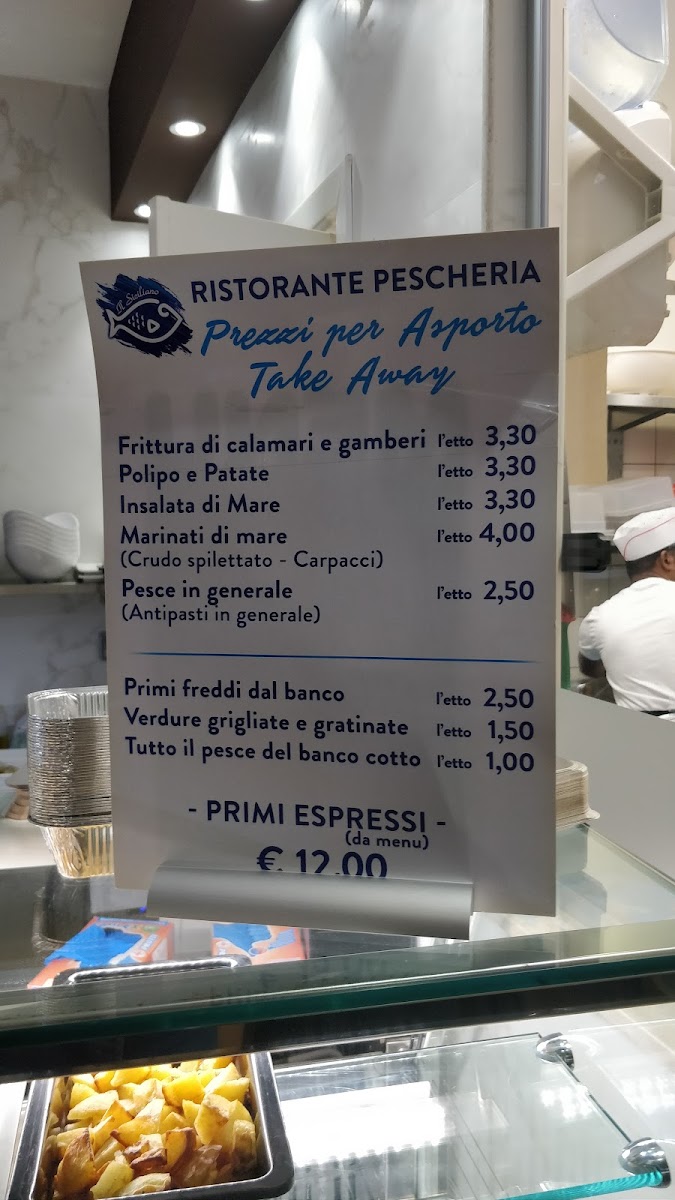 Il Siciliano
RISTORANTE PESCHERIA
Prezzi per Asporto
Take Away
Frittura di calamari e gamberi l'etto 3,30
Polipo e Patate l'etto 3,30
Insalata di Mare l'etto 3,30
Marinati di mare l'etto 4,00
(Crudo spilettato - Carpacci)
Pesce in generale l'etto 2,50
(Antipasti in generale)
Primi freddi dal banco l'etto 2,50
Verdure grigliate e gratinate l'etto 1,50
Tutto il pesce del banco cotto l'etto 1,00
- PRIMI ESPRESSI -
(da menu)
€ 12,00